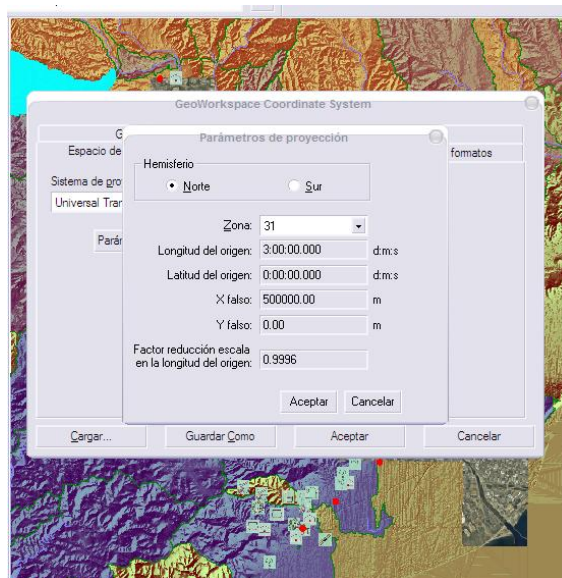 GeoWorkspace Coordinate System
G
Espacio de
formatos
Sistema de pro
Universal Tran
Pará
Parámetros de proyección
Hemisferio
Norte
Sur
Zona: 31
Longitud del origen: 3:00:00.000 d:m:s
Latitud del origen: 0:00:00.000 d:m:s
X falso: 500000.00 m
Y falso: 0.00 m
Factor reducción escala
en la longitud del origen: 0.9996
Aceptar Cancelar
Cargar... Guardar Como Aceptar Cancelar